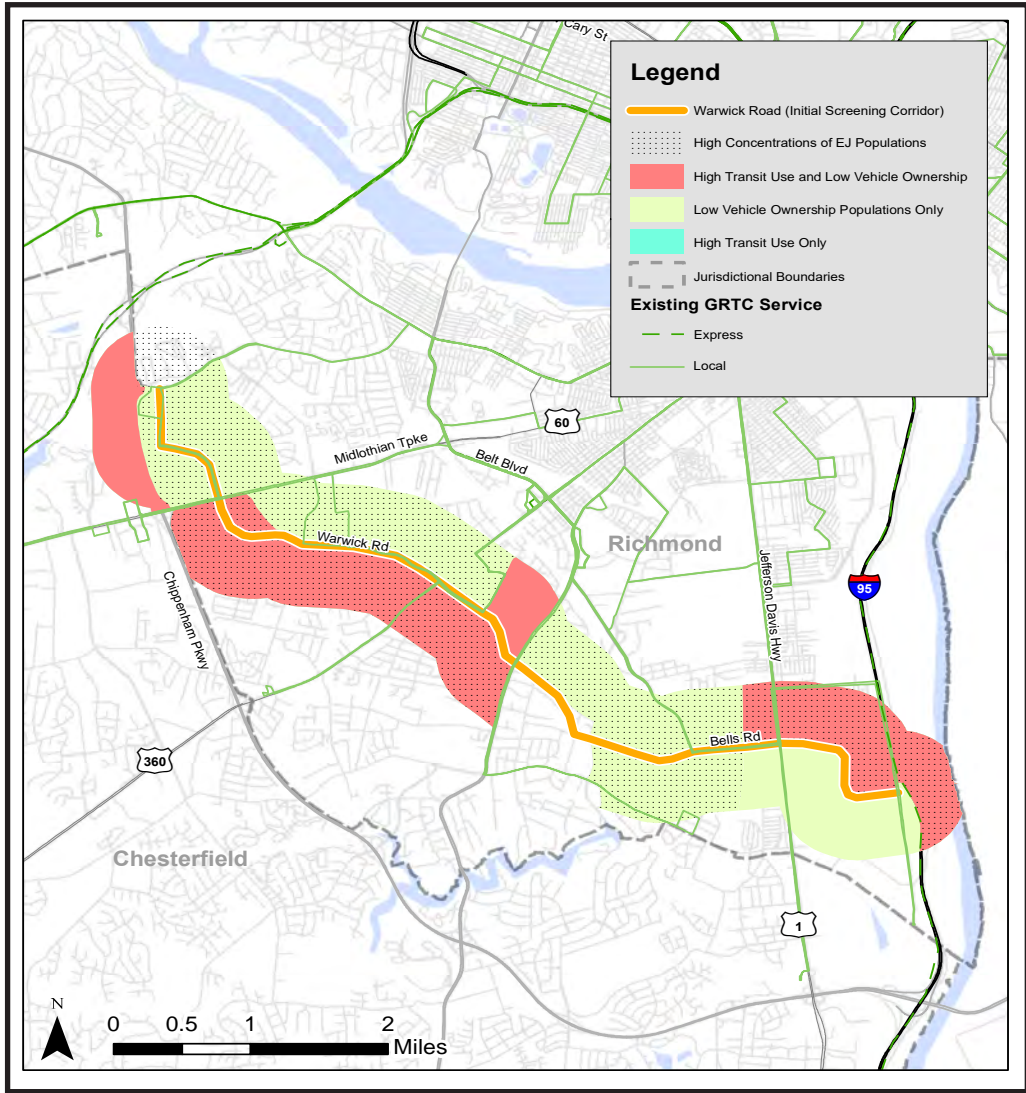 Cary St
Legend
Warwick Road (Initial Screening Corridor)
High Concentrations of EJ Populations
High Transit Use and Low Vehicle Ownership
Low Vehicle Ownership Populations Only
High Transit Use Only
Jurisdictional Boundaries
Existing GRTC Service
Express
Local
60
Midlothian Tpke
Belt Blvd
Warwick Rd
Richmond
Jefferson Davis Hwy
95
Chippenham Pkwy
Bells Rd
360
Chesterfield
1
N
0 0.5 1 2
Miles